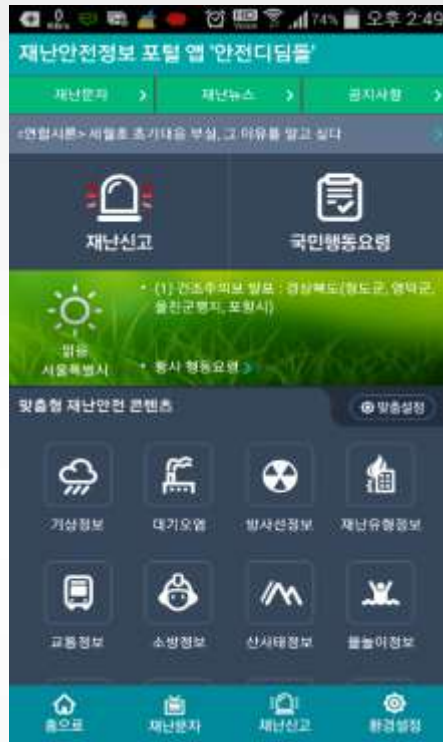 74% 오후 2:49
재난안전정보 포털 앱 '안전디딤돌'
재난문자 > 재난뉴스 > 공지사항 >
<연합시론> 세월호 초기대응 부실, 그 이유를 알고 싶다
재난신고 국민행동요령
• (1) 건조주의보 발표 : 경상북도(청도군, 영덕군,
울진군평지, 포항시)
맑음
서울특별시
• 황사 행동요령 >
맞춤형 재난안전 콘텐츠 맞춤설정
기상정보 대기오염 방사선정보 재난유형정보
교통정보 소방정보 산사태정보 물놀이정보
홈으로 재난문자 재난신고 환경설정